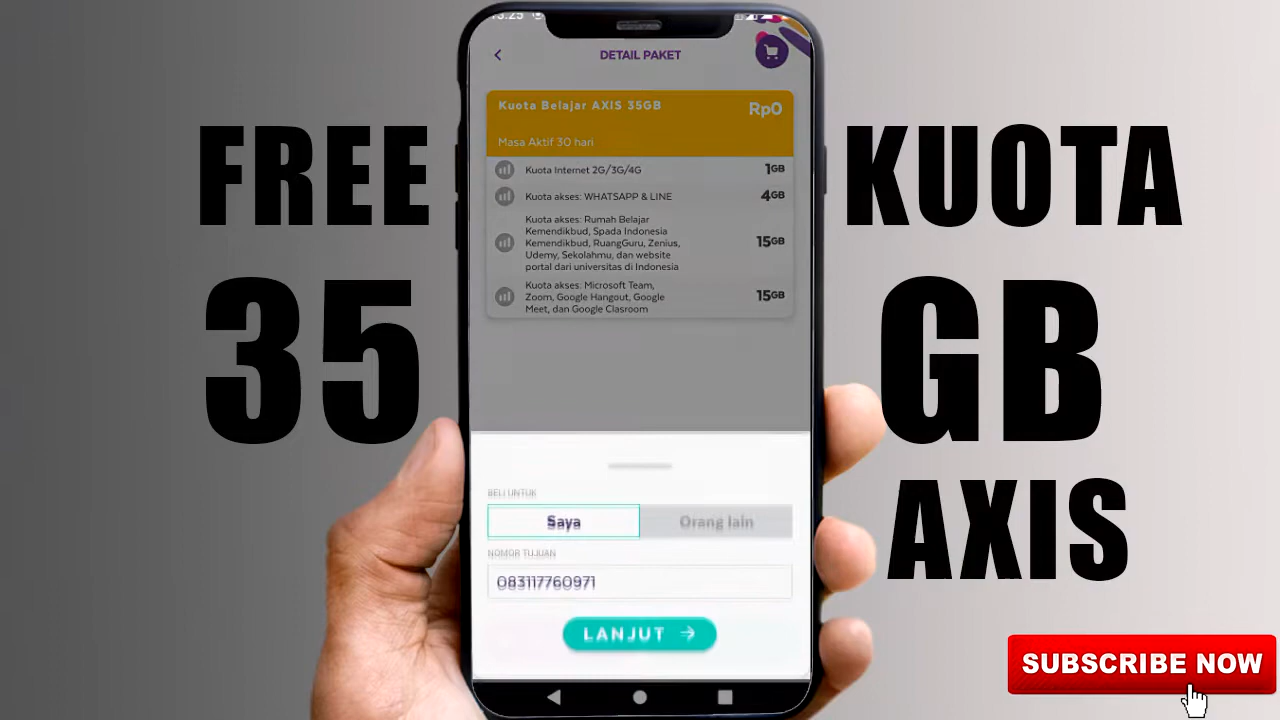 13:25
DETAIL PAKET
FREE
35
KUOTA
GB
AXIS
Kuota Belajar AXIS 35GB
Rp0
Masa Aktif 30 hari
Kuota Internet 2G/3G/4G
1GB
Kuota akses: WHATSAPP & LINE
4GB
Kuota akses: Rumah Belajar
Kemendikbud, Spada Indonesia
Kemendikbud, RuangGuru, Zenius,
Udemy, Sekolahmu, dan website
portal dari universitas di Indonesia
15GB
Kuota akses: Microsoft Team,
Zoom, Google Hangout, Google
Meet, dan Google Clasroom
15GB
BELI UNTUK
Saya
Orang lain
NOMOR TUJUAN
083117760971
LANJUT
SUBSCRIBE NOW